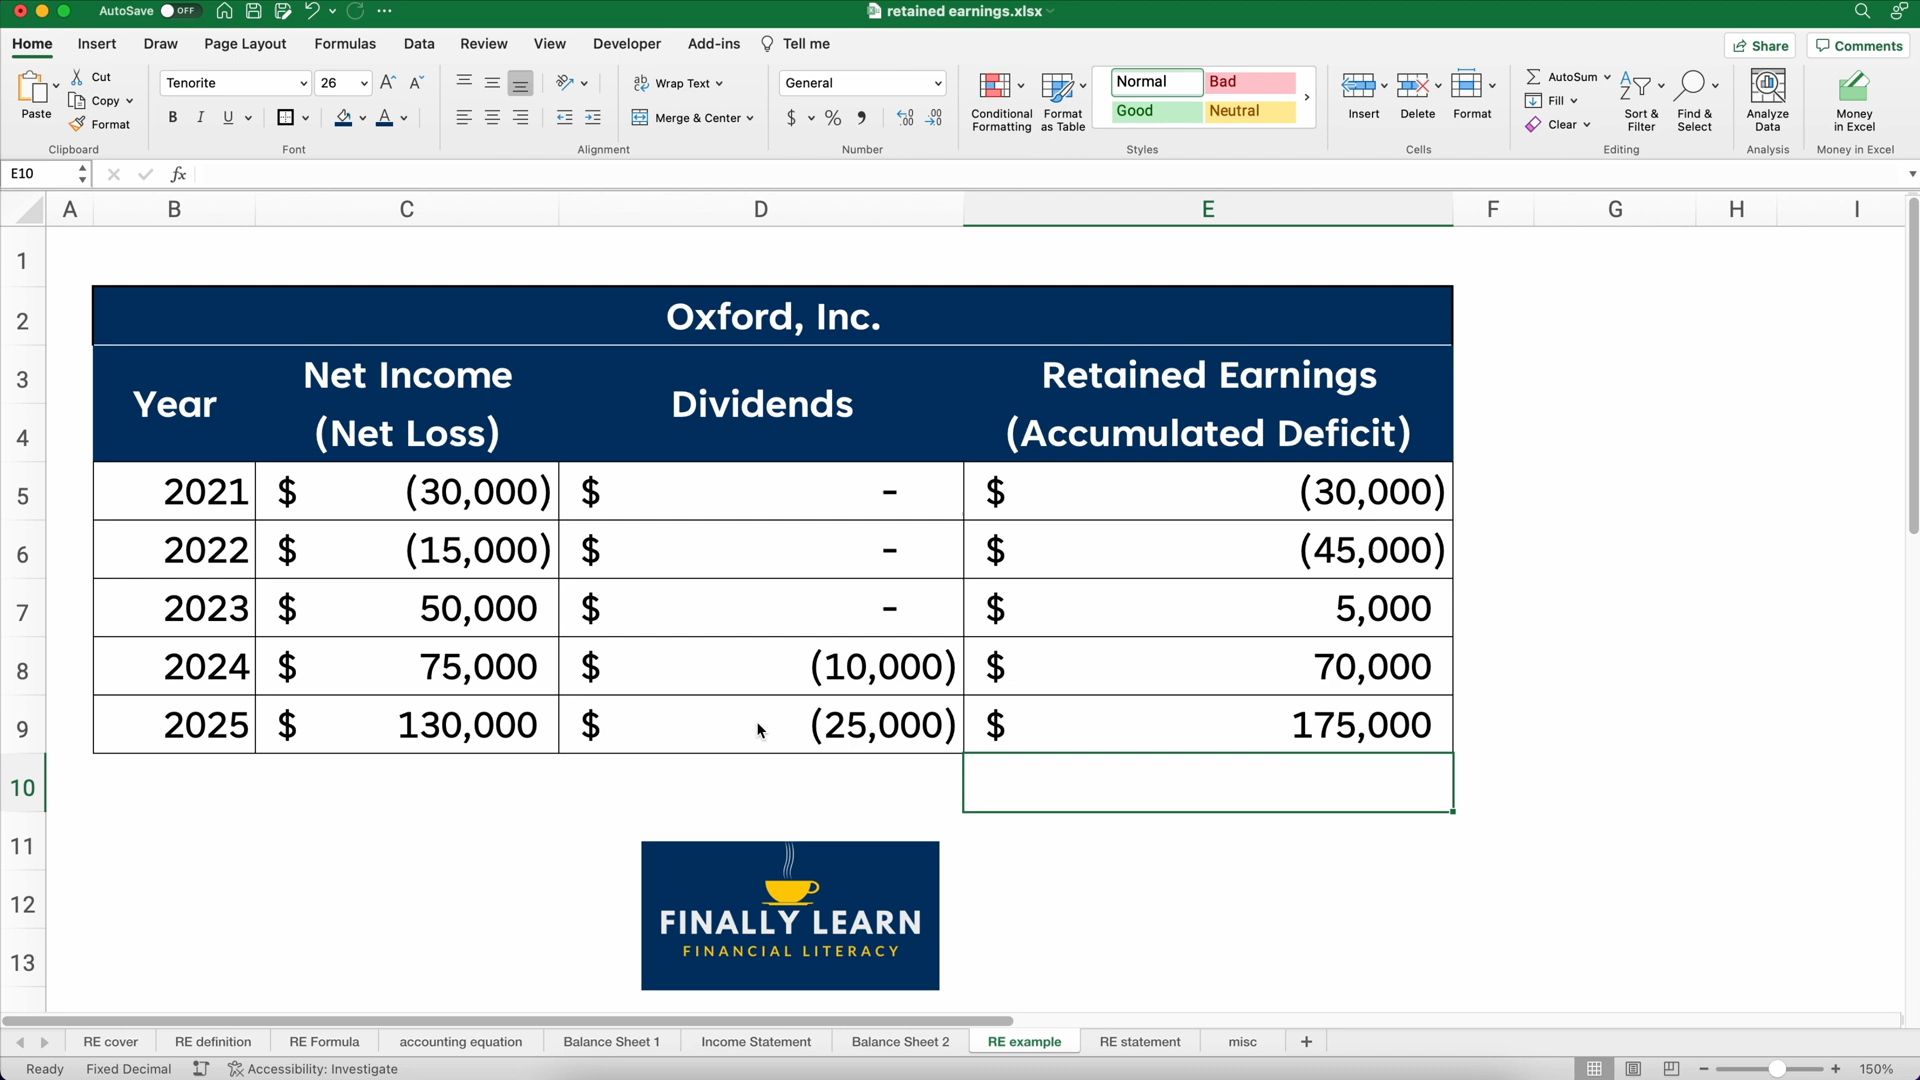 AutoSave OFF
retained earnings.xlsx
Home Insert Draw Page Layout Formulas Data Review View Developer Add-ins Tell me
Share Comments
Paste
Cut
Copy
Format
Clipboard
Tenorite 26
A A
B I U A
Font
Wrap Text
Merge & Center
Alignment
General
$ % 9
Number
Conditional Formatting
Format as Table
Normal Bad
Good Neutral
Styles
Insert Delete Format
Cells
AutoSum
Fill
Clear
Sort & Filter
Find & Select
Editing
Analyze Data
Analysis
Money in Excel
Money in Excel
E10 fx
A B C D E F G H I
1
2 Oxford, Inc.
3 Year Net Income Dividends Retained Earnings
4 (Net Loss) (Accumulated Deficit)
5 2021 $ (30,000) $ - $ (30,000)
6 2022 $ (15,000) $ - $ (45,000)
7 2023 $ 50,000 $ - $ 5,000
8 2024 $ 75,000 $ (10,000) $ 70,000
9 2025 $ 130,000 $ (25,000) $ 175,000
10
11
12
13
FINALLY LEARN
FINANCIAL LITERACY
RE cover RE definition RE Formula accounting equation Balance Sheet 1 Income Statement Balance Sheet 2 RE example RE statement misc +
Ready Fixed Decimal Accessibility: Investigate
150%